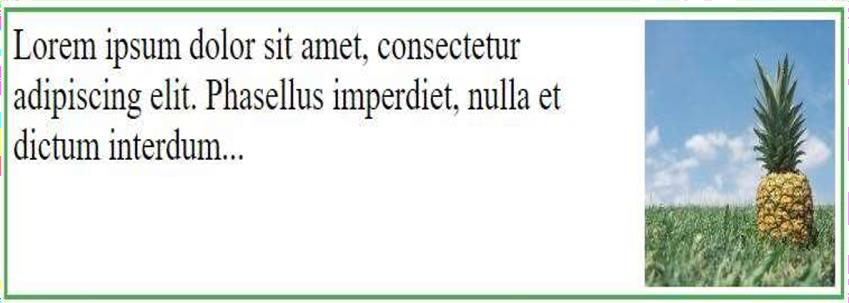 Lorem ipsum dolor sit amet, consectetur
adipiscing elit. Phasellus imperdiet, nulla et
dictum interdum...